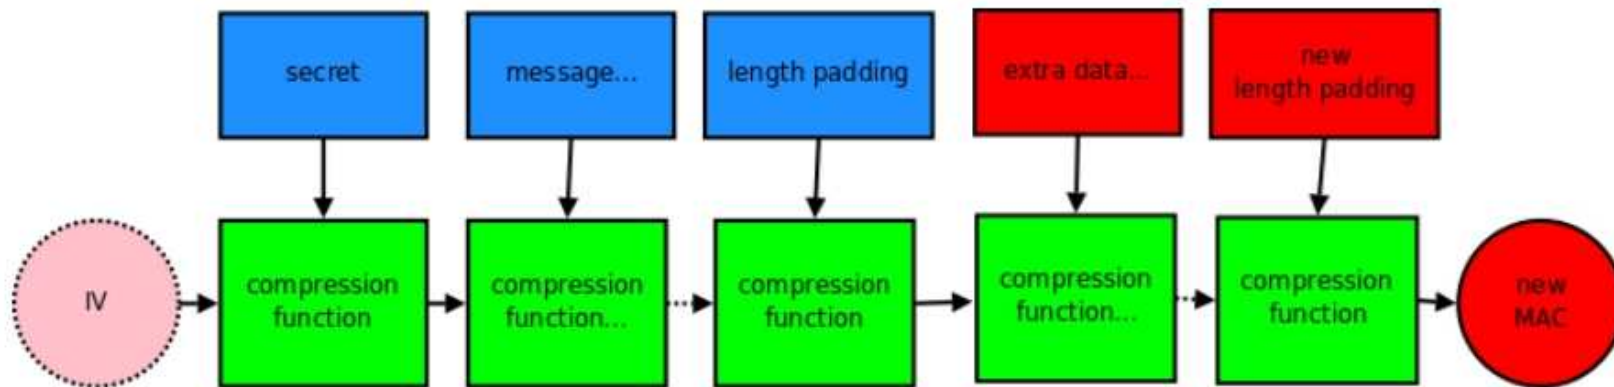 secret
message...
length padding
extra data...
new
length padding
IV
compression
function
compression
function...
compression
function
compression
function...
compression
function
new
MAC